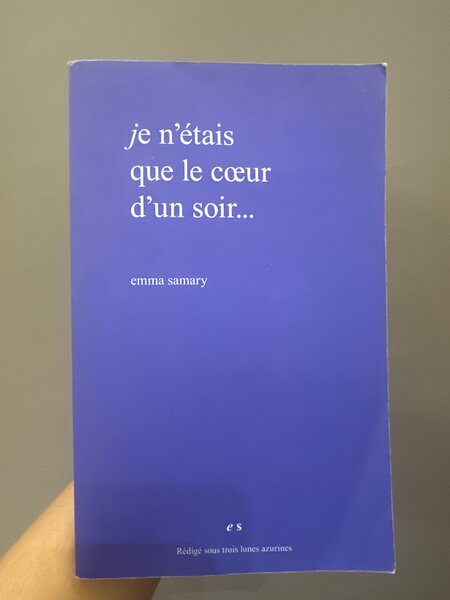 je n'étais
que le cœur
d'un soir...
emma samary
e s
Rédigé sous trois lunes azurines